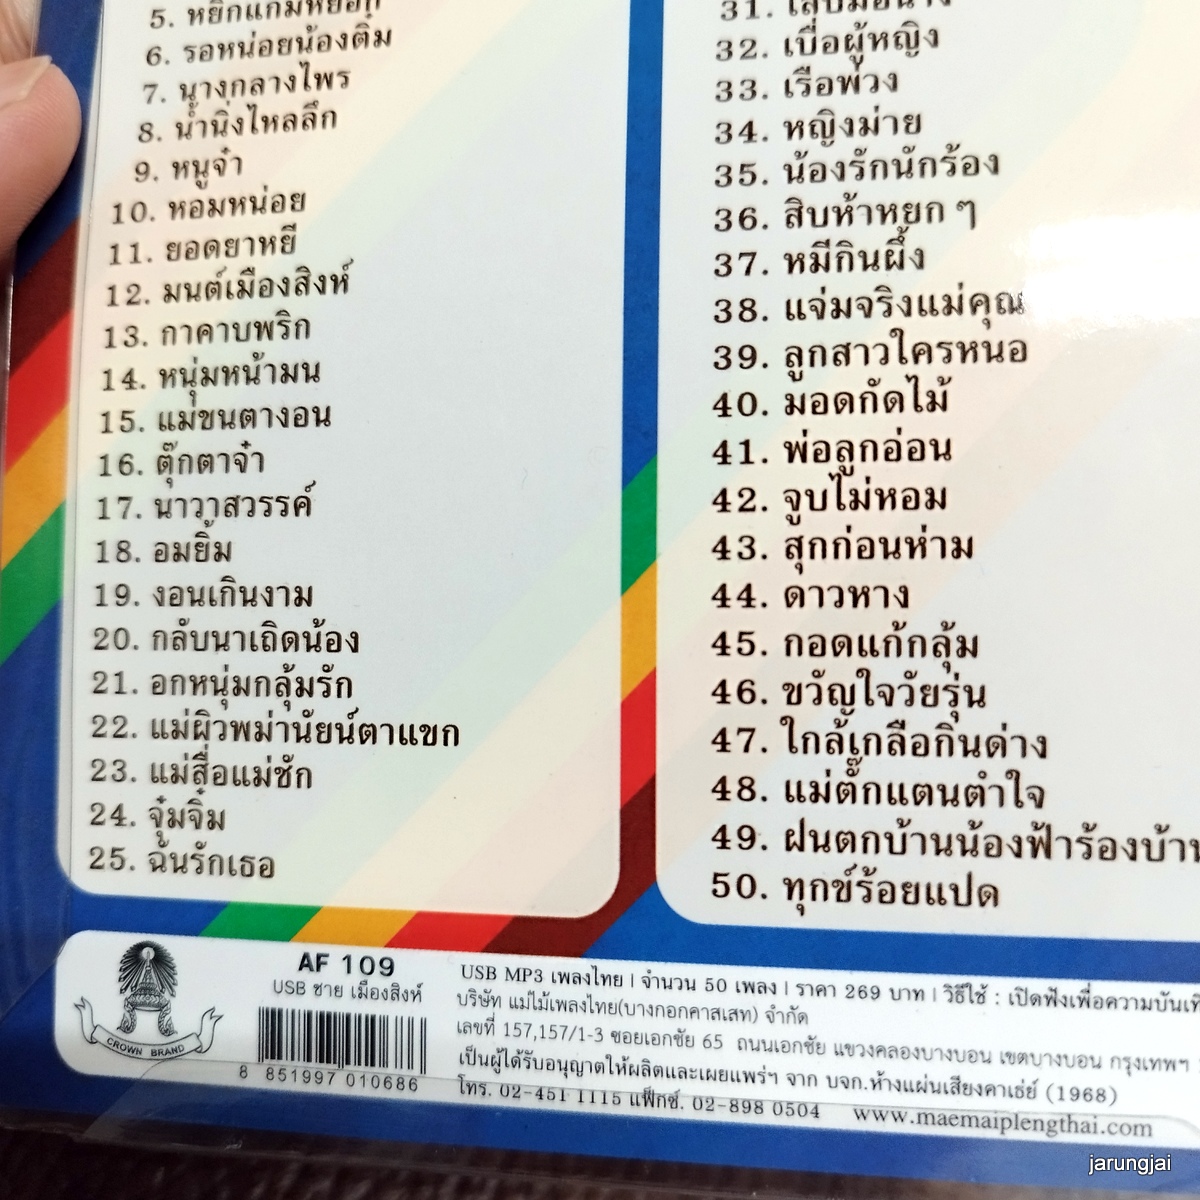 5. หยิกแกมหยอก
6. รอหน่อยน้องติ๋ม
7. นางกลางไพร
8. น้ำนิ่งไหลลึก
9. หนูจ๋า
10. หอมหน่อย
11. ยอดยาหยี
12. มนต์เมืองสิงห์
13. กาคาบพริก
14. หนุ่มหน้ามน
15. แม่ขนตางอน
16. ตุ๊กตาจ๋า
17. นาวาสวรรค์
18. อมยิ้ม
19. งอนเกินงาม
20. กลับนาเถิดน้อง
21. อกหนุ่มกลุ้มรัก
22. แม่ผิวพม่านัยน์ตาแขก
23. แม่สื่อแม่ชัก
24. จุ๋มจิ๋ม
25. ฉันรักเธอ
31.
32. เบื่อผู้หญิง
33. เรือพ่วง
34. หญิงม่าย
35. น้องรักนักร้อง
36. สิบห้าหยก ๆ
37. หมีกินผึ้ง
38. แจ่มจริงแม่คุณ
39. ลูกสาวใครหนอ
40. มอดกัดไม้
41. พ่อลูกอ่อน
42. จูบไม่หอม
43. สุกก่อนห่าม
44. ดาวหาง
45. กอดแก้กลุ้ม
46. ขวัญใจวัยรุ่น
47. ใกล้เกลือกินด่าง
48. แม่ตั๊กแตนตำใจ
49. ฝนตกบ้านน้องฟ้าร้องบ้าน
50. ทุกข์ร้อยแปด
CROWN BRAND
AF 109
USB ชาย เมืองสิงห์
8 851997 010686
USB MP3 เพลงไทย | จำนวน 50 เพลง | ราคา 269 บาท | วิธีใช้ : เปิดฟังเพื่อความบันเทิ
บริษัท แม่ไม้เพลงไทย(บางกอกคาสเสท) จำกัด
เลขที่ 157,157/1-3 ซอยเอกชัย 65 ถนนเอกชัย แขวงคลองบางบอน เขตบางบอน กรุงเทพฯ
เป็นผู้ได้รับอนุญาตให้ผลิตและเผยแพร่ฯ จาก บจก.ห้างแผ่นเสียงคาเธ่ย์ (1968)
โทร. 02-451 1115 แฟ็กซ์. 02-898 0504 www.maemaiplengthai.com
jarungjai